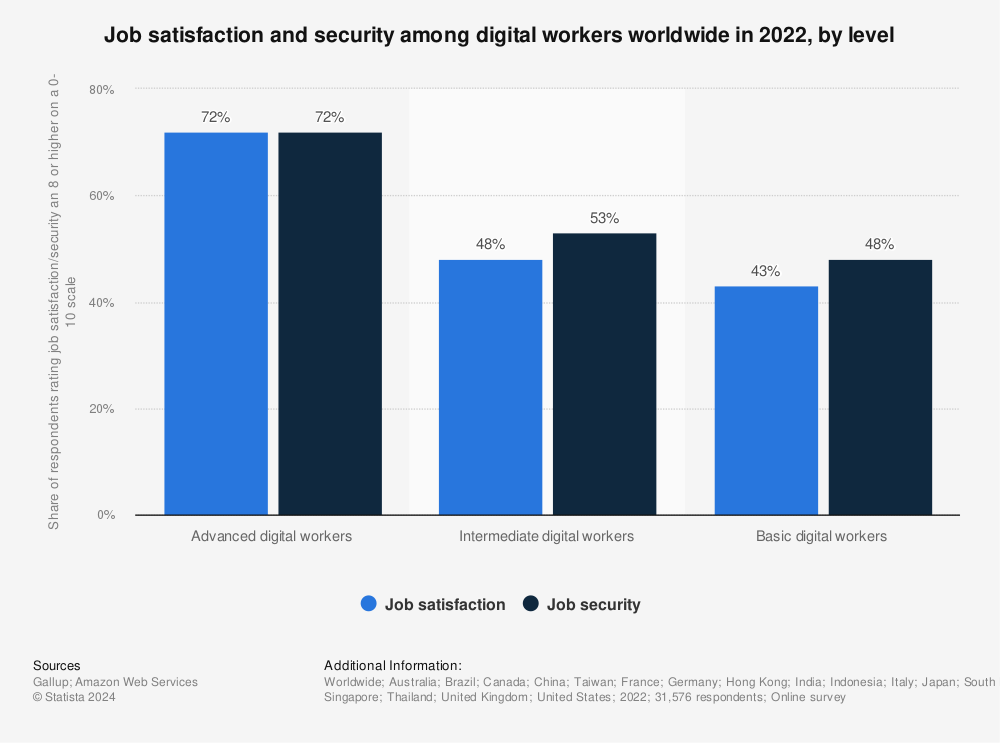 Job satisfaction and security among digital workers worldwide in 2022, by level
Share of respondents rating job satisfaction/security an 8 or higher on a 0-
10 scale
80%
60%
40%
20%
0%
72%
72%
48%
53%
43%
48%
Advanced digital workers
Intermediate digital workers
Basic digital workers
Job satisfaction
Job security
Sources
Gallup; Amazon Web Services
© Statista 2024
Additional Information:
Worldwide; Australia; Brazil; Canada; China; Taiwan; France; Germany; Hong Kong; India; Indonesia; Italy; Japan; South
Singapore; Thailand; United Kingdom; United States; 2022; 31,576 respondents; Online survey